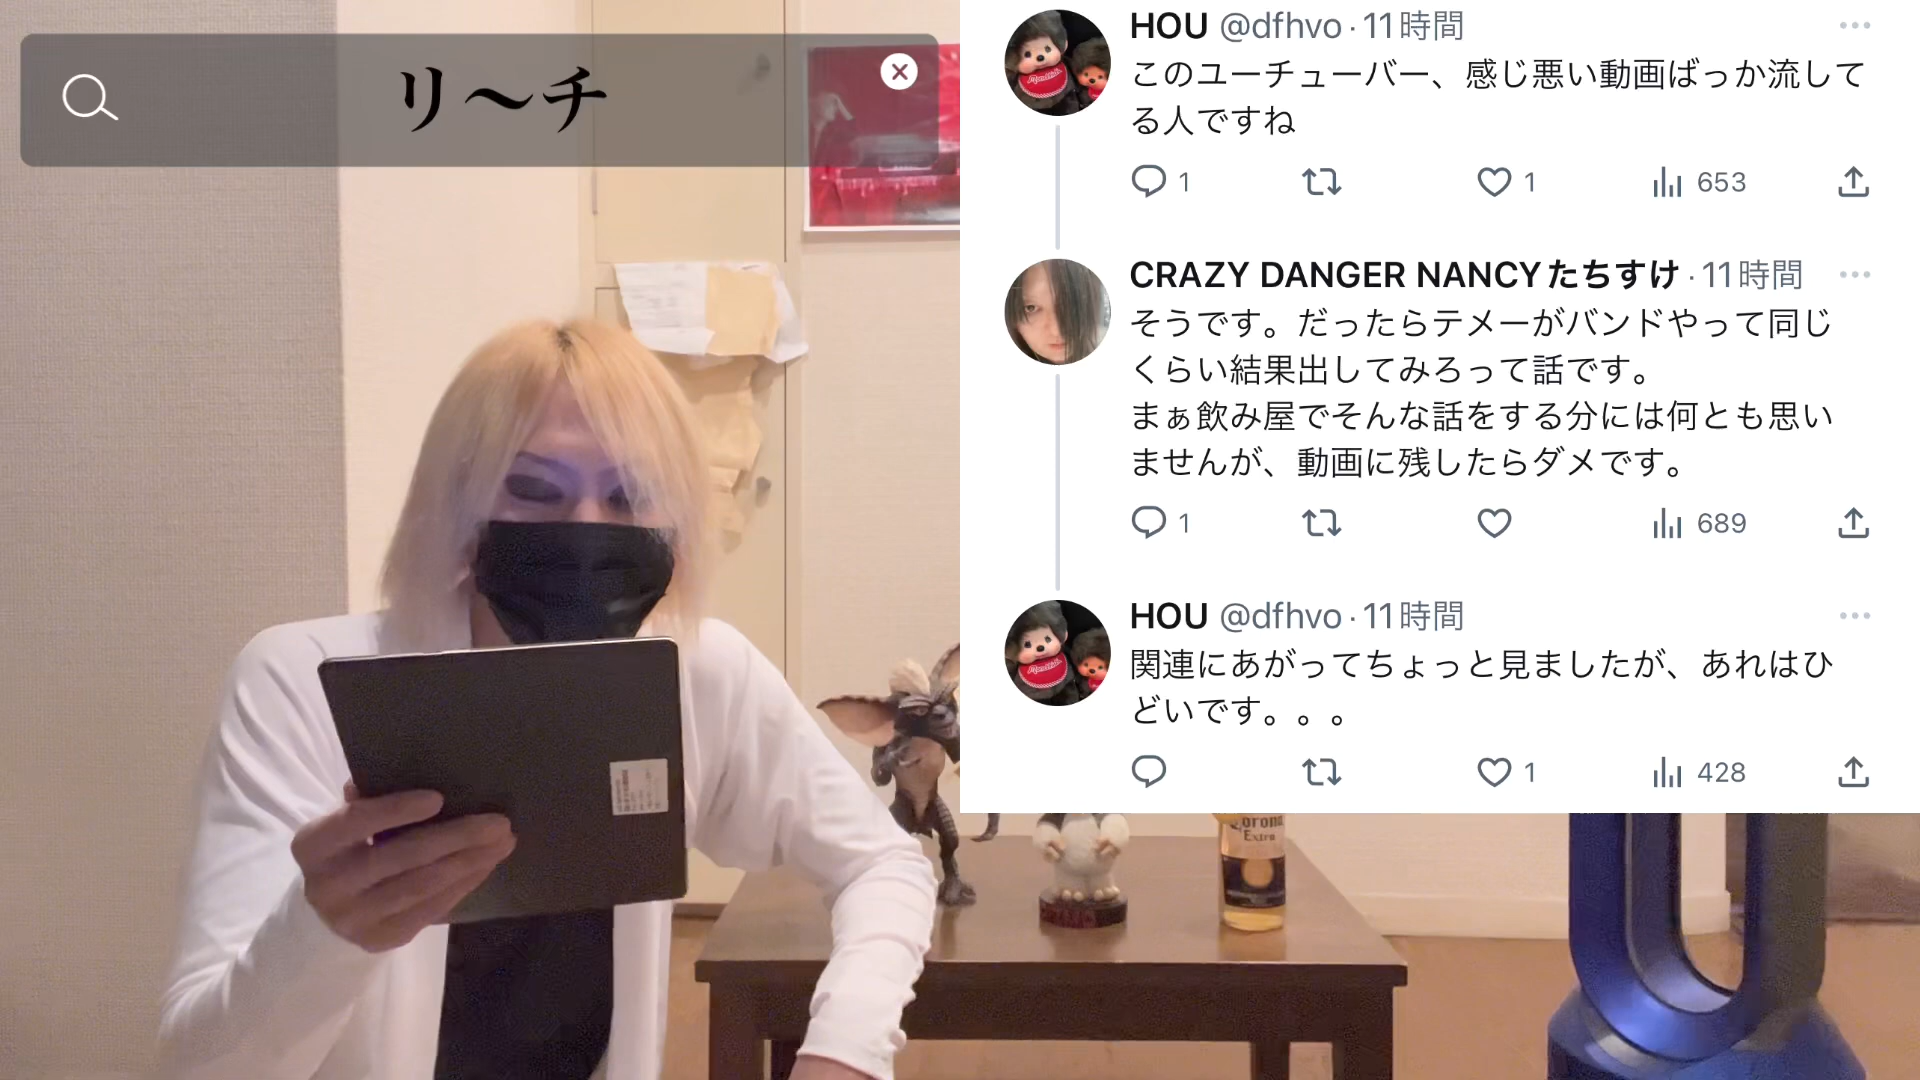 リ〜チ
HOU @dfhvo · 11時間
このユーチューバー、感じ悪い動画ばっか流して
る人ですね
1 1 653
CRAZY DANGER NANCYたちすけ · 11時間
そうです。だったらテメーがバンドやって同じ
くらい結果出してみろって話です。
まぁ飲み屋でそんな話をする分には何とも思い
ませんが、動画に残したらダメです。
1 689
HOU @dfhvo · 11時間
関連にあがってちょっと見ましたが、あれはひ
どいです。。。
1 428
Corona
Extra